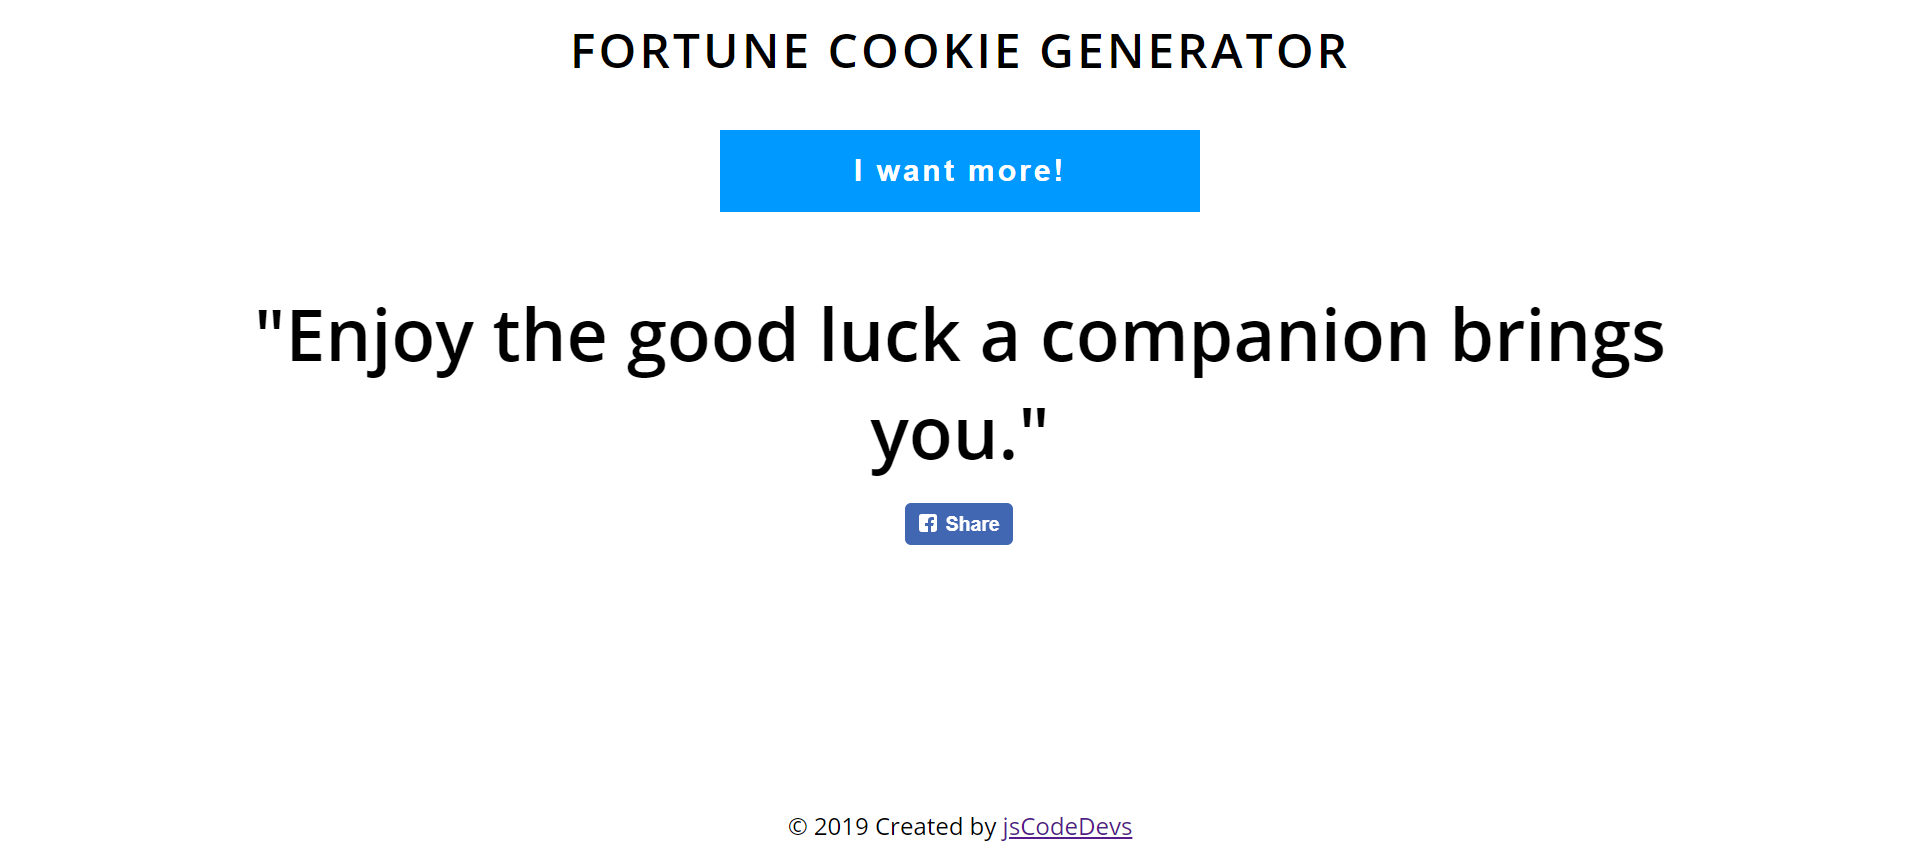 FORTUNE COOKIE GENERATOR
I want more!
"Enjoy the good luck a companion brings
you."
Share
© 2019 Created by jsCodeDevs